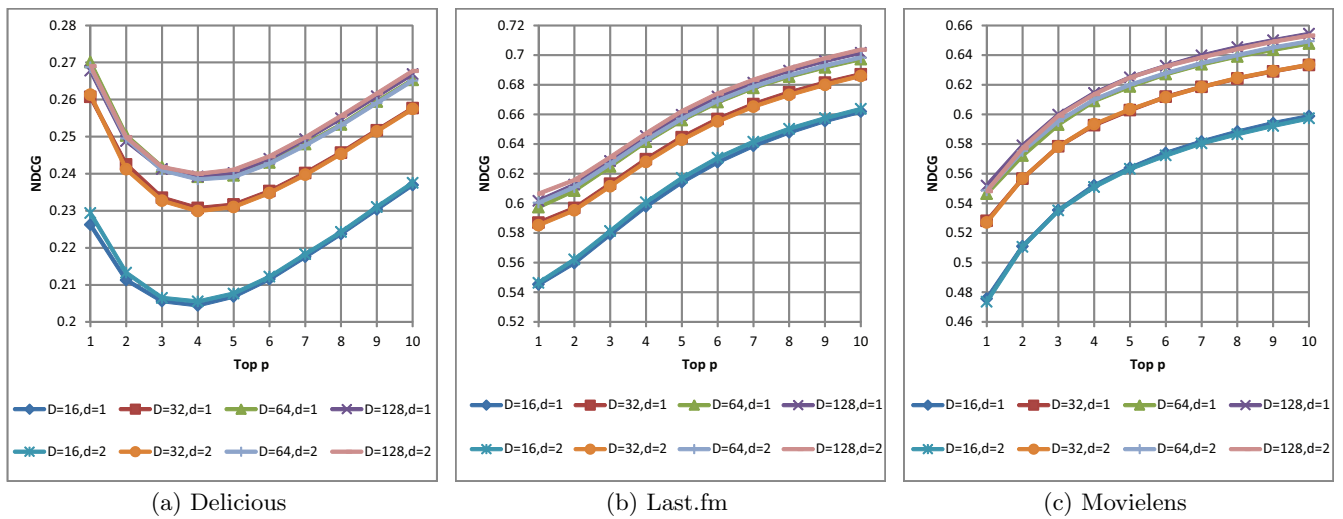 NDCG
0.28
0.27
0.26
0.25
0.24
0.23
0.22
0.21
0.2
1 2 3 4 5 6 7 8 9 10
Top p
D=16,d=1 D=32,d=1 D=64,d=1 D=128,d=1
D=16,d=2 D=32,d=2 D=64,d=2 D=128,d=2
(a) Delicious
NDCG
0.72
0.7
0.68
0.66
0.64
0.62
0.6
0.58
0.56
0.54
0.52
1 2 3 4 5 6 7 8 9 10
Top p
D=16,d=1 D=32,d=1 D=64,d=1 D=128,d=1
D=16,d=2 D=32,d=2 D=64,d=2 D=128,d=2
(b) Last.fm
NDCG
0.66
0.64
0.62
0.6
0.58
0.56
0.54
0.52
0.5
0.48
0.46
1 2 3 4 5 6 7 8 9 10
Top p
D=16,d=1 D=32,d=1 D=64,d=1 D=128,d=1
D=16,d=2 D=32,d=2 D=64,d=2 D=128,d=2
(c) Movielens